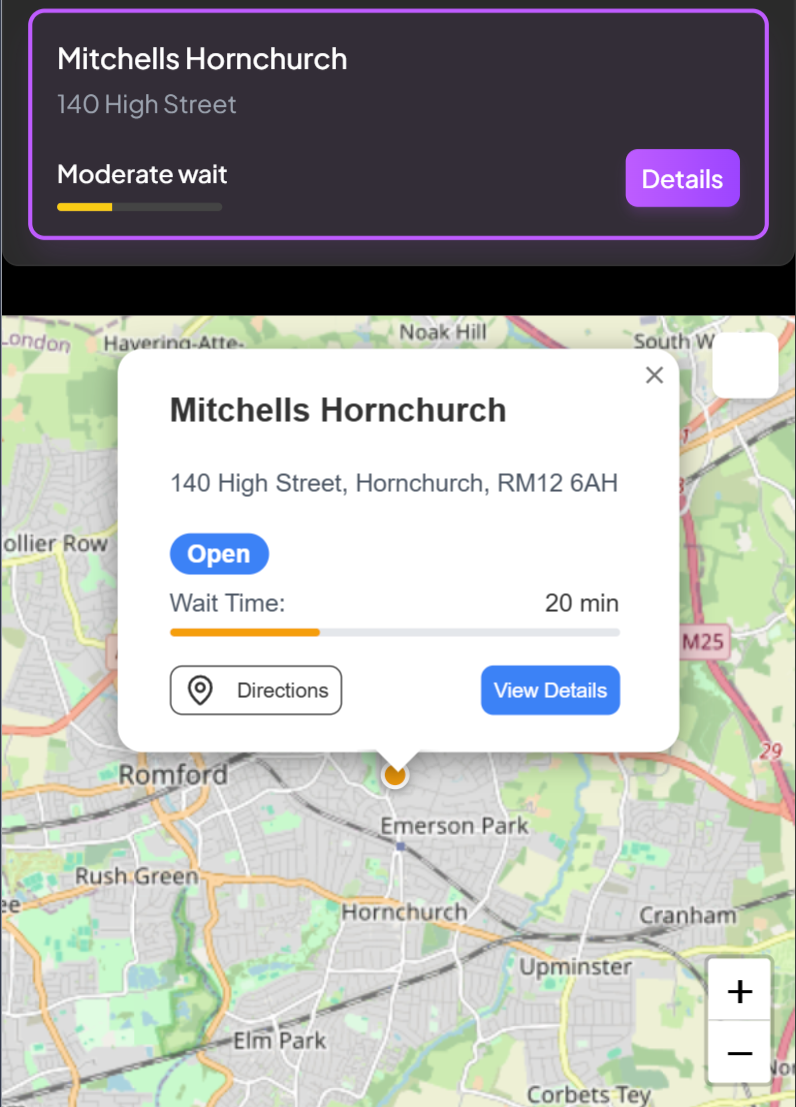 Mitchells Hornchurch
140 High Street
Moderate wait
Details
London
Havering-Atte-
Noak Hill
South W
Mitchells Hornchurch
140 High Street, Hornchurch, RM12 6AH
ollier Row
Open
Wait Time:
20 min
M25
Directions
View Details
29
Romford
Emerson Park
Rush Green
ee
Hornchurch
Cranham
Upminster
+
−
Elm Park
Nor
Corbets Tey